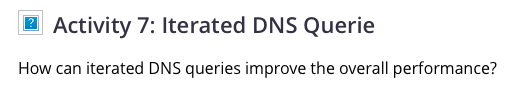 Activity 7: Iterated DNS Querie
How can iterated DNS queries improve the overall performance?